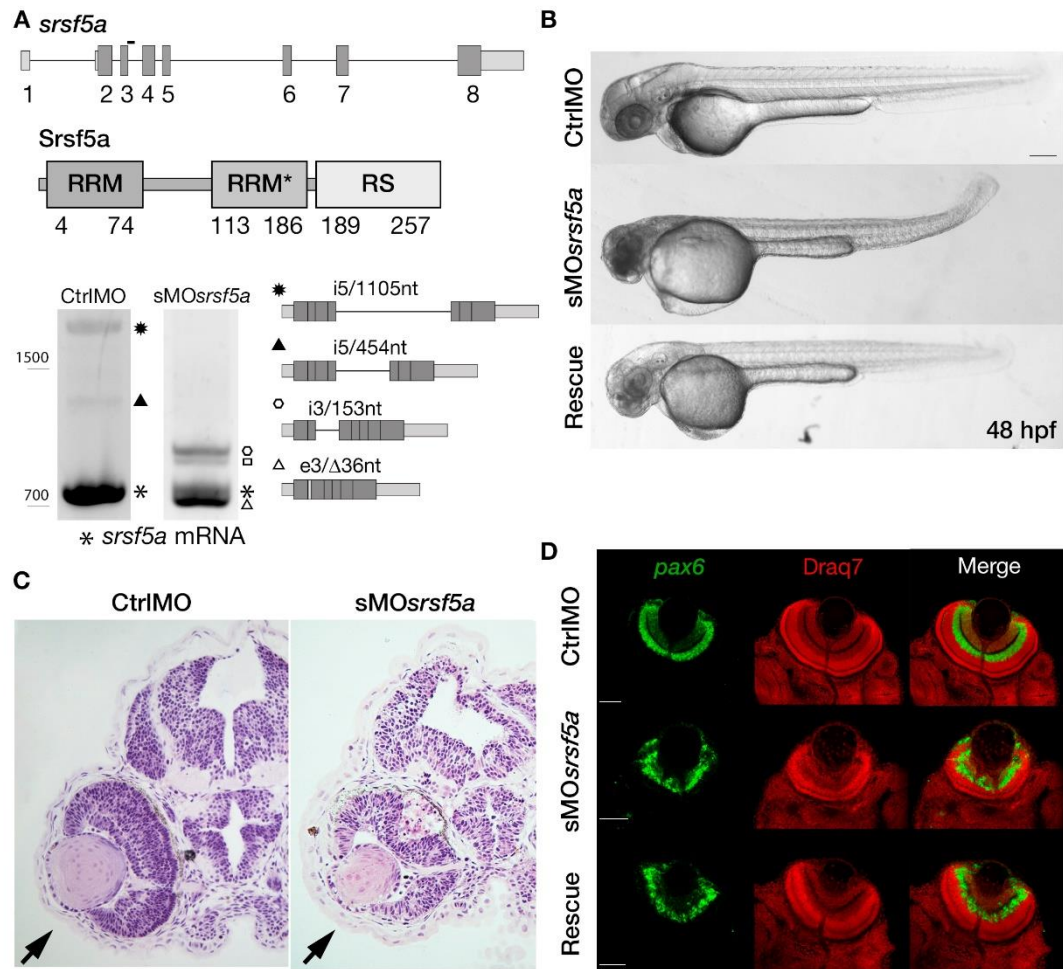 A
srsf5a
1 2 3 4 5 6 7 8
Srsf5a
RRM RRM* RS
4 74 113 186 189 257
CtrlMO sMOsrsf5a
1500
700
* srsf5a mRNA
i5/1105nt
i5/454nt
i3/153nt
e3/Δ36nt
B
CtrlMO
sMOsrsf5a
Rescue
48 hpf
C
CtrlMO sMOsrsf5a
D
pax6 Draq7 Merge
CtrlMO
sMOsrsf5a
Rescue